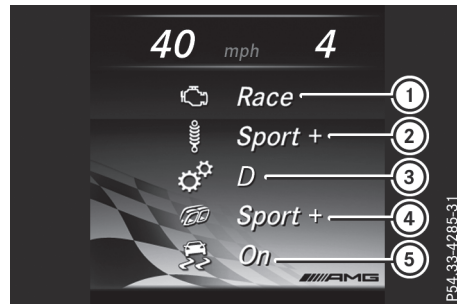 40 mph 4
Race 1
Sport + 2
D 3
Sport + 4
On 5
AMG
P54.33-4285-31